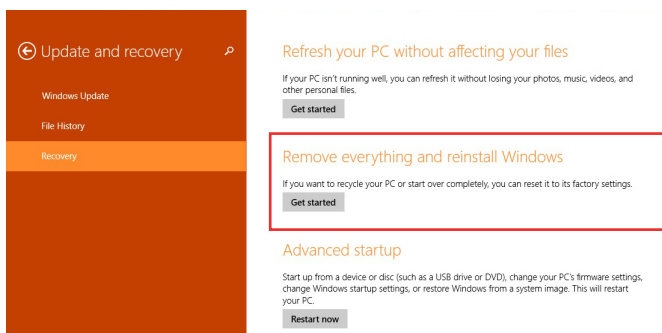 Update and recovery
Windows Update
File History
Recovery
Refresh your PC without affecting your files
If your PC isn't running well, you can refresh it without losing your photos, music, videos, and
other personal files.
Get started
Remove everything and reinstall Windows
If you want to recycle your PC or start over completely, you can reset it to its factory settings.
Get started
Advanced startup
Start up from a device or disc (such as a USB drive or DVD), change your PC's firmware settings,
change Windows startup settings, or restore Windows from a system image. This will restart
your PC.
Restart now